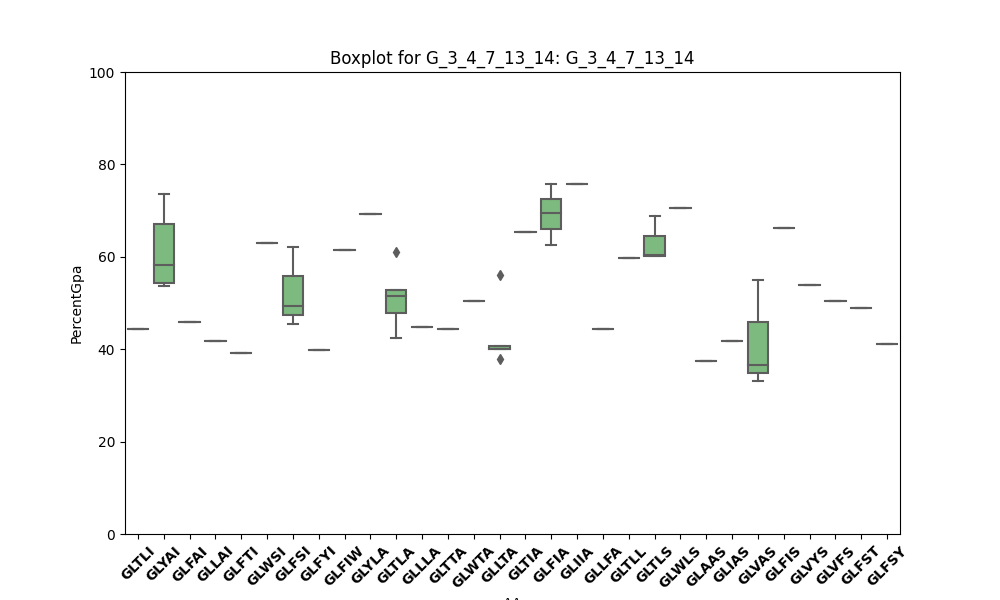 Boxplot for G_3_4_7_13_14: G_3_4_7_13_14
PercentGpa
100
80
60
40
20
0
GLTLI
GLYAI
GLFAI
GLLAI
GLFTI
GLWSI
GLFSI
GLFYI
GLFIW
GLYLA
GLTLA
GLLLA
GLTTA
GLWTA
GLLTA
GLTIA
GLFIA
GLIIA
GLLFA
GLTLL
GLTLS
GLWLS
GLAAS
GLIAS
GLVAS
GLFIS
GLVYS
GLVFS
GLFST
GLFSY